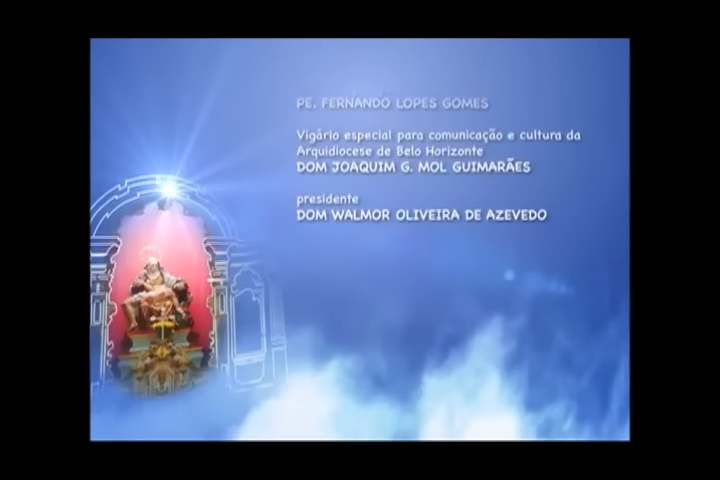 PE. FERNANDO LOPES GOMES
Vigário especial para comunicação e cultura da
Arquidiocese de Belo Horizonte
DOM JOAQUIM G. MOL GUIMARÃES
presidente
DOM WALMOR OLIVEIRA DE AZEVEDO